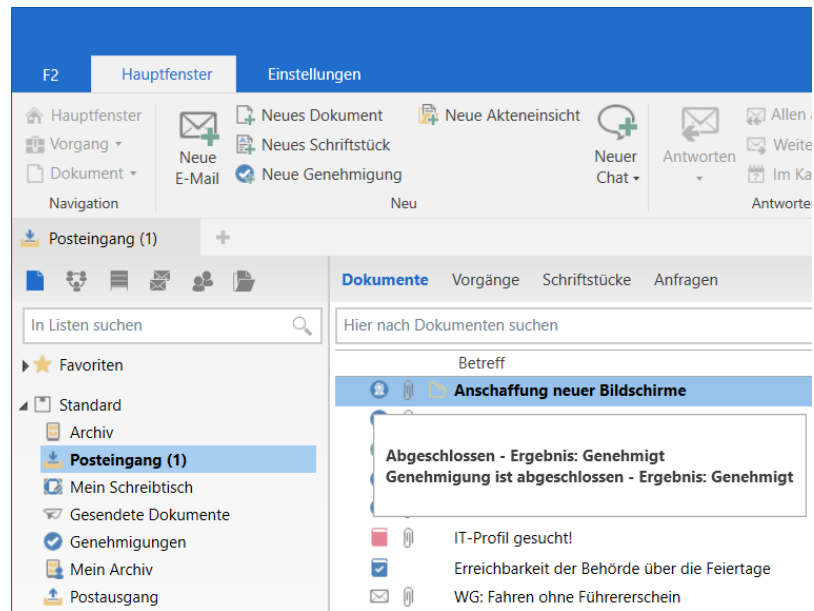 F2 Hauptfenster Einstellungen
Hauptfenster
Vorgang
Dokument
Navigation
Neue
E-Mail
Neues Dokument
Neues Schriftstück
Neue Genehmigung
Neue Akteneinsicht
Neuer
Chat
Neu
Antworten
Allen
Weite
Im Ka
Antworte
Posteingang (1)
In Listen suchen
Favoriten
Standard
Archiv
Posteingang (1)
Mein Schreibtisch
Gesendete Dokumente
Genehmigungen
Mein Archiv
Postausgang
Dokumente Vorgänge Schriftstücke Anfragen
Hier nach Dokumenten suchen
Betreff
Anschaffung neuer Bildschirme
Abgeschlossen - Ergebnis: Genehmigt
Genehmigung ist abgeschlossen - Ergebnis: Genehmigt
IT-Profil gesucht!
Erreichbarkeit der Behörde über die Feiertage
WG: Fahren ohne Führererschein